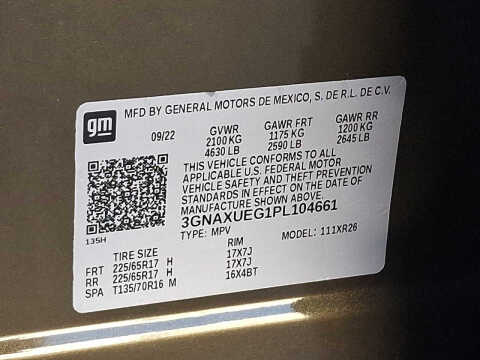 gm
MFD BY GENERAL MOTORS DE MEXICO, S. DE R.L. DE C.V.
09/22 GVWR GAWR FRT GAWR RR
2100 KG 1175 KG 1200 KG
4630 LB 2590 LB 2645 LB
THIS VEHICLE CONFORMS TO ALL
APPLICABLE U.S. FEDERAL MOTOR
VEHICLE SAFETY AND THEFT PREVENTION
STANDARDS IN EFFECT ON THE DATE OF
MANUFACTURE SHOWN ABOVE.
3GNAXUEG1PL104661
135H TYPE: MPV MODEL: 111XR26
TIRE SIZE RIM
FRT 225/65R17 H 17X7J
RR 225/65R17 H 17X7J
SPA T135/70R16 M 16X4BT